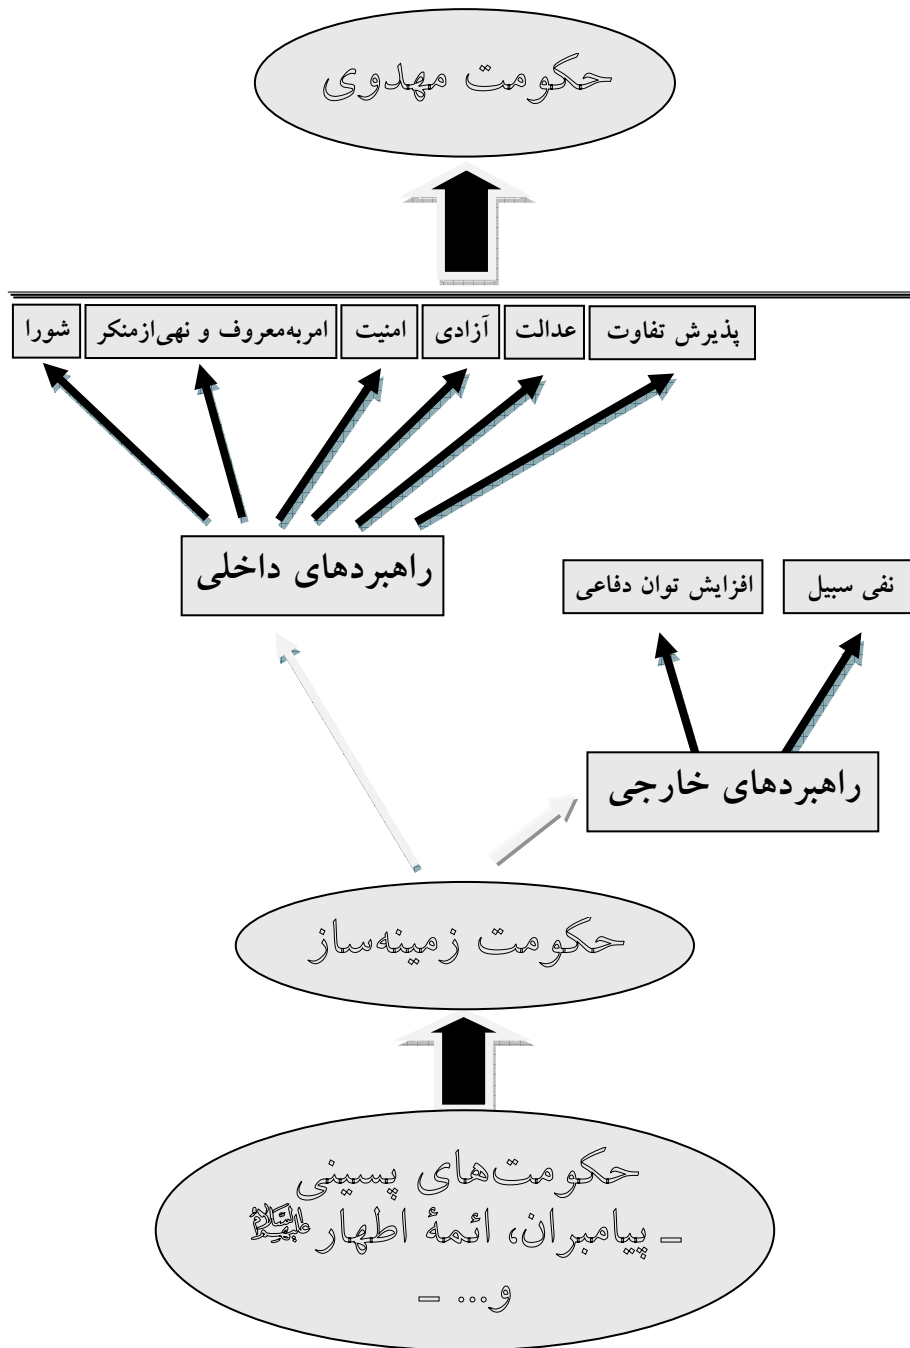 حکومت مهدوی
پذیرش تفاوت
عدالت
آزادی
امنیت
امربه‌معروف و نهی‌ازمنکر
شورا
راهبردهای داخلی
نفی سبیل
افزایش توان دفاعی
راهبردهای خارجی
حکومت زمینه‌ساز
حکومت‌های پسینی
ـ پیامبران، ائمهٔ اطهار علیهم‌السلام
و... ـ